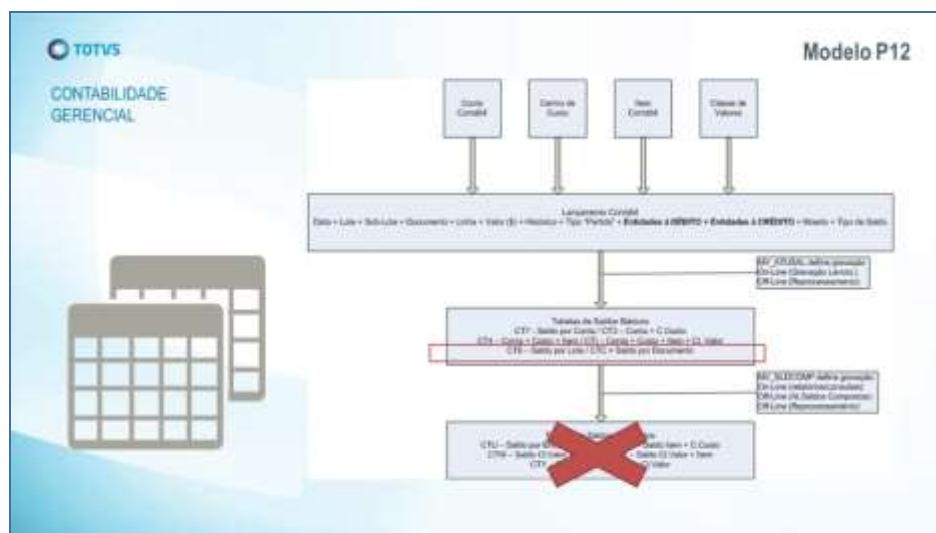 TOTVS
Modelo P12
CONTABILIDADE
GERENCIAL
Conta
Contábil
Centro de
Custo
Item
Contábil
Classe de
Valores
Lançamento Contábil
Data + Lote + Sub-Lote + Documento + Linha + Valor ($) + Histórico + Tipo "Partida" + Entidades à DÉBITO + Entidades à CRÉDITO + Moeda + Tipo de Saldo
MV_ATUSAL define gravação
On-Line (Gravação Lancto.)
Off-Line (Reprocessamento)
Tabelas de Saldos Básicos
CT7 - Saldo por Conta / CT3 - Conta + C.Custo
CT4 - Conta + Custo + Item / CTI - Conta + Custo + Item + Cl. Valor
CT6 - Saldo por Lote / CTC + Saldo por Documento
MV_SLDCOMP define gravação
On-Line (relatórios/consultas)
Off-Line (At.Saldos Compostos)
Off-Line (Reprocessamento)
CTU - Saldo por Saldo Item + C.Custo
Saldo Cl.Valor - Saldo Cl.Valor + Item
Valor